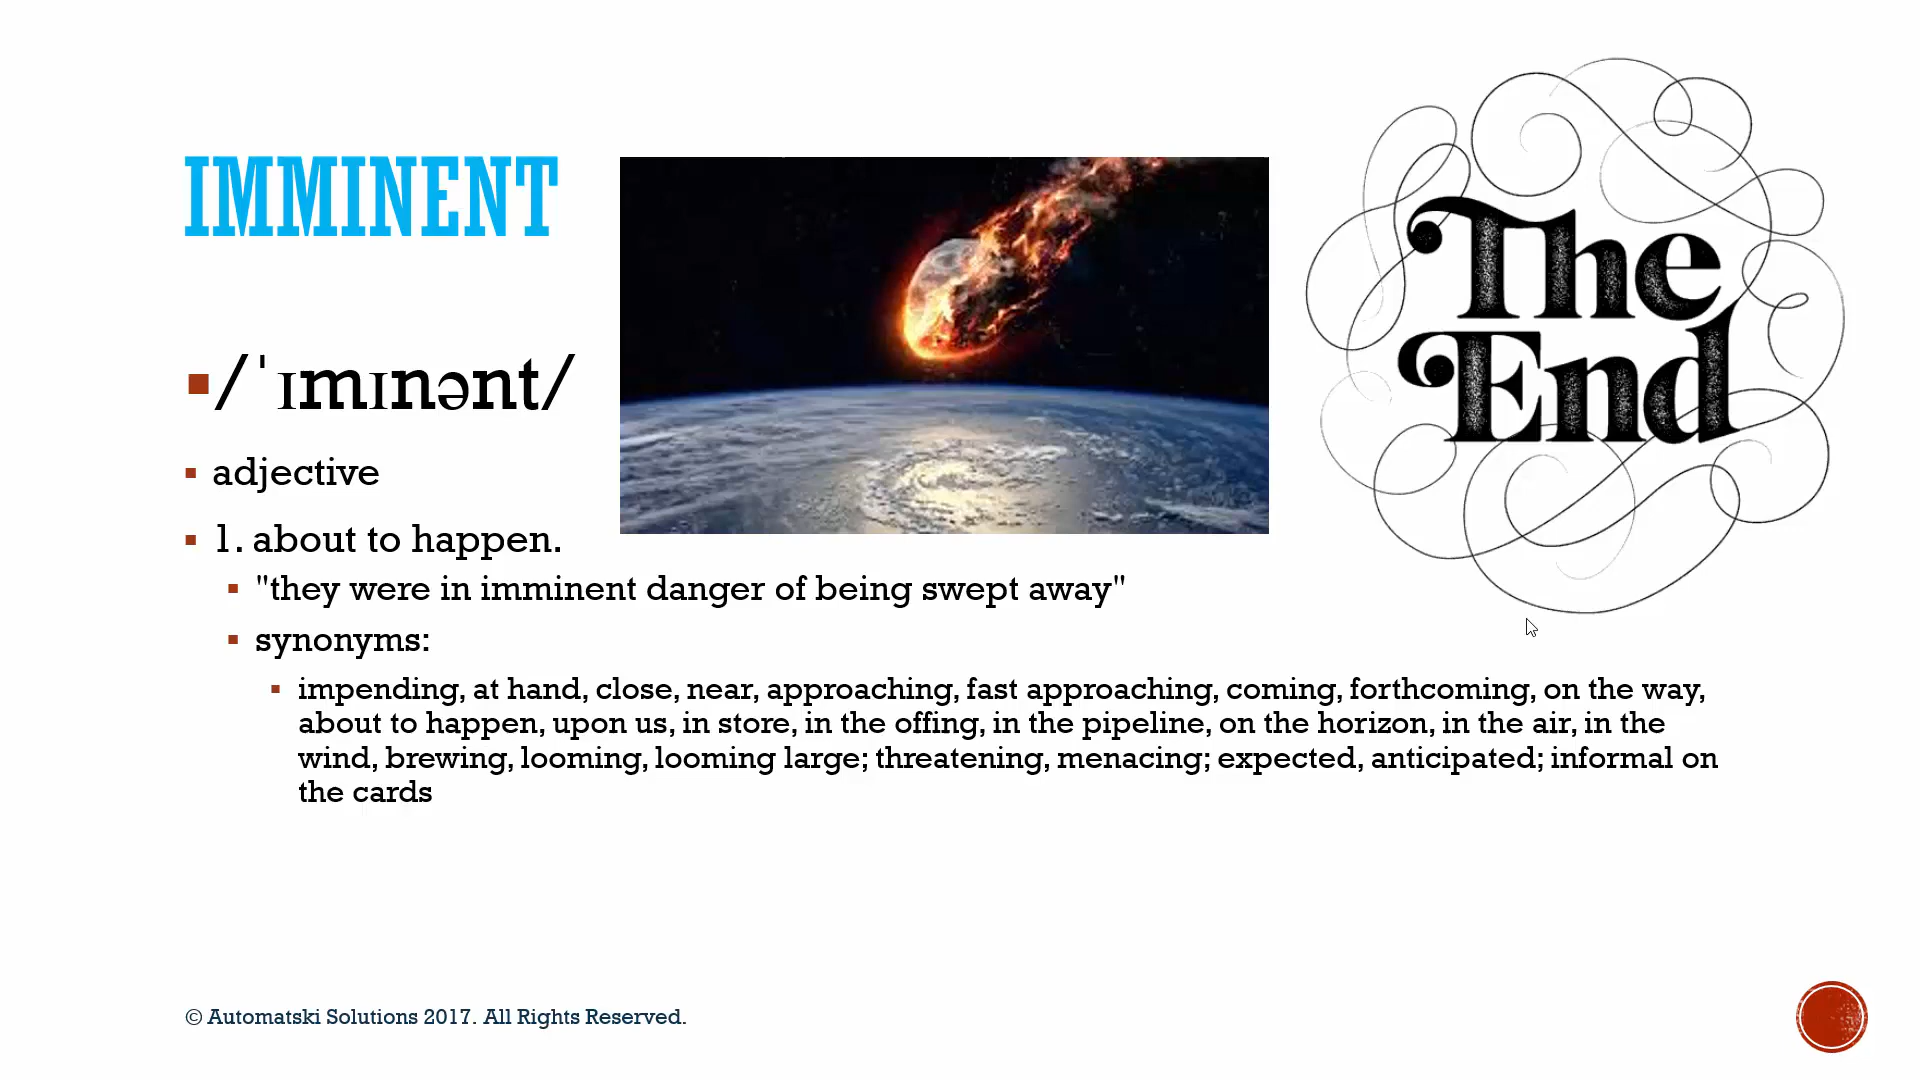 IMMINENT
/ˈɪmɪnənt/
adjective
1. about to happen.
"they were in imminent danger of being swept away"
synonyms:
impending, at hand, close, near, approaching, fast approaching, coming, forthcoming, on the way,
about to happen, upon us, in store, in the offing, in the pipeline, on the horizon, in the air, in the
wind, brewing, looming, looming large; threatening, menacing; expected, anticipated; informal on
the cards
The
End
© Automatski Solutions 2017. All Rights Reserved.